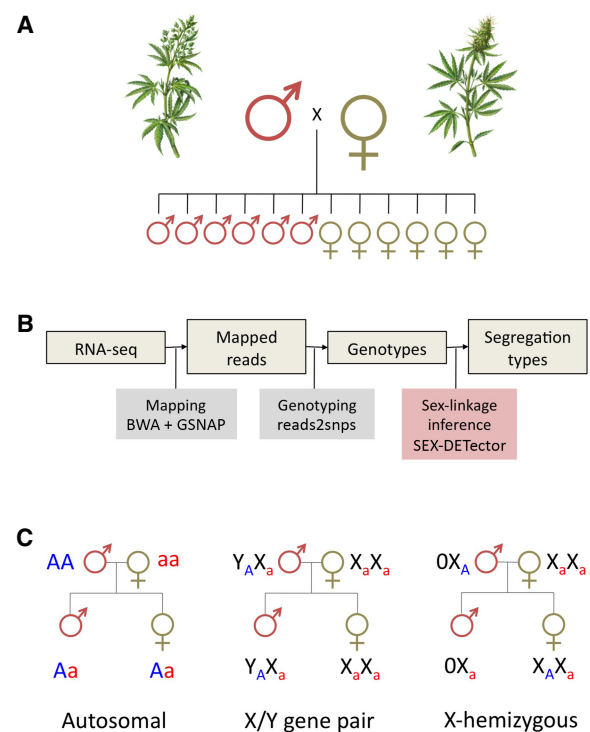 A
X
B
RNA-seq
Mapped
reads
Genotypes
Segregation
types
Mapping
BWA + GSNAP
Genotyping
reads2snps
Sex-linkage
inference
SEX-DETector
C
AA aa
Aa Aa
Autosomal
YAXa XaXa
YAXa XaXa
X/Y gene pair
0XA XaXa
0Xa XAXa
X-hemizygous